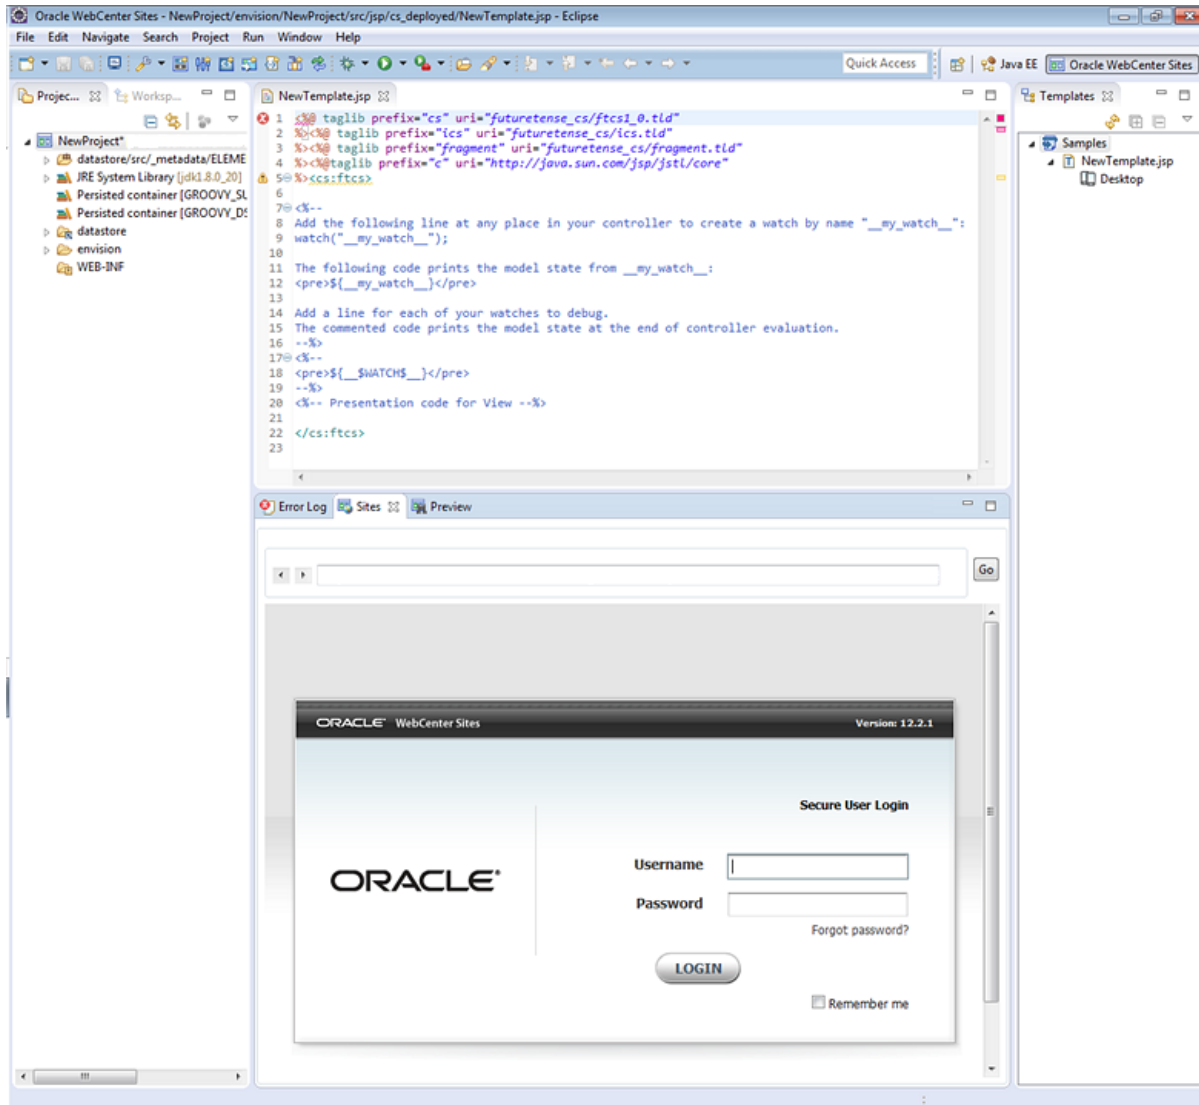 Oracle WebCenter Sites - NewProject/envision/NewProject/src/jsp/cs_deployed/NewTemplate.jsp - Eclipse
File Edit Navigate Search Project Run Window Help
Quick Access
Java EE
Oracle WebCenter Sites
Projec...
Worksp...
NewProject*
datastore/src/_metadata/ELEME
JRE System Library [jdk1.8.0_20]
Persisted container [GROOVY_SU
Persisted container [GROOVY_DS
datastore
envision
WEB-INF
NewTemplate.jsp
1 <%@ taglib prefix="cs" uri="futuretense_cs/ftcs1_0.tld"
2 %><%@ taglib prefix="ics" uri="futuretense_cs/ics.tld"
3 %><%@ taglib prefix="fragment" uri="futuretense_cs/fragment.tld"
4 %><%@taglib prefix="c" uri="http://java.sun.com/jsp/jstl/core"
5 %><cs:ftcs>
6
7 <%--
8 Add the following line at any place in your controller to create a watch by name "__my_watch__":
9 watch("__my_watch__");
10
11 The following code prints the model state from __my_watch__:
12 <pre>${__my_watch__}</pre>
13
14 Add a line for each of your watches to debug.
15 The commented code prints the model state at the end of controller evaluation.
16 --%>
17 <%--
18 <pre>${__$WATCH$__}</pre>
19 --%>
20 <%-- Presentation code for View --%>
21
22 </cs:ftcs>
23
Templates
Samples
NewTemplate.jsp
Desktop
Error Log
Sites
Preview
Go
ORACLE WebCenter Sites
Version: 12.2.1
Secure User Login
ORACLE
Username
Password
Forgot password?
LOGIN
Remember me